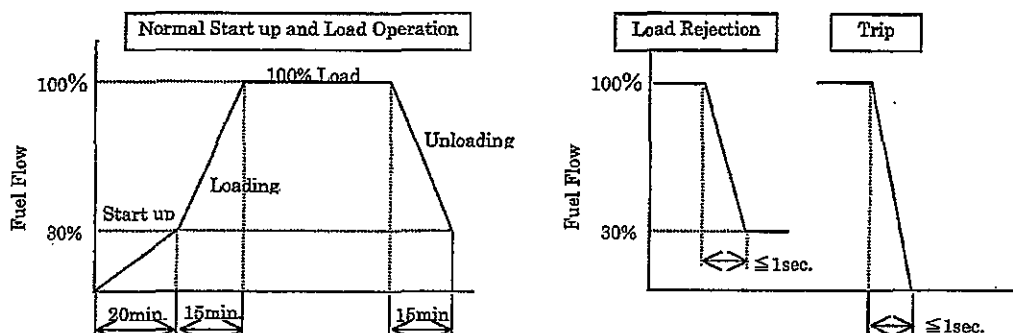 Normal Start up and Load Operation
Load Rejection
Trip
100%
100% Load
Unloading
Loading
Start up
30%
Fuel Flow
20min.
15min.
15min.
100%
30%
Fuel Flow
≦1sec.
≦1sec.